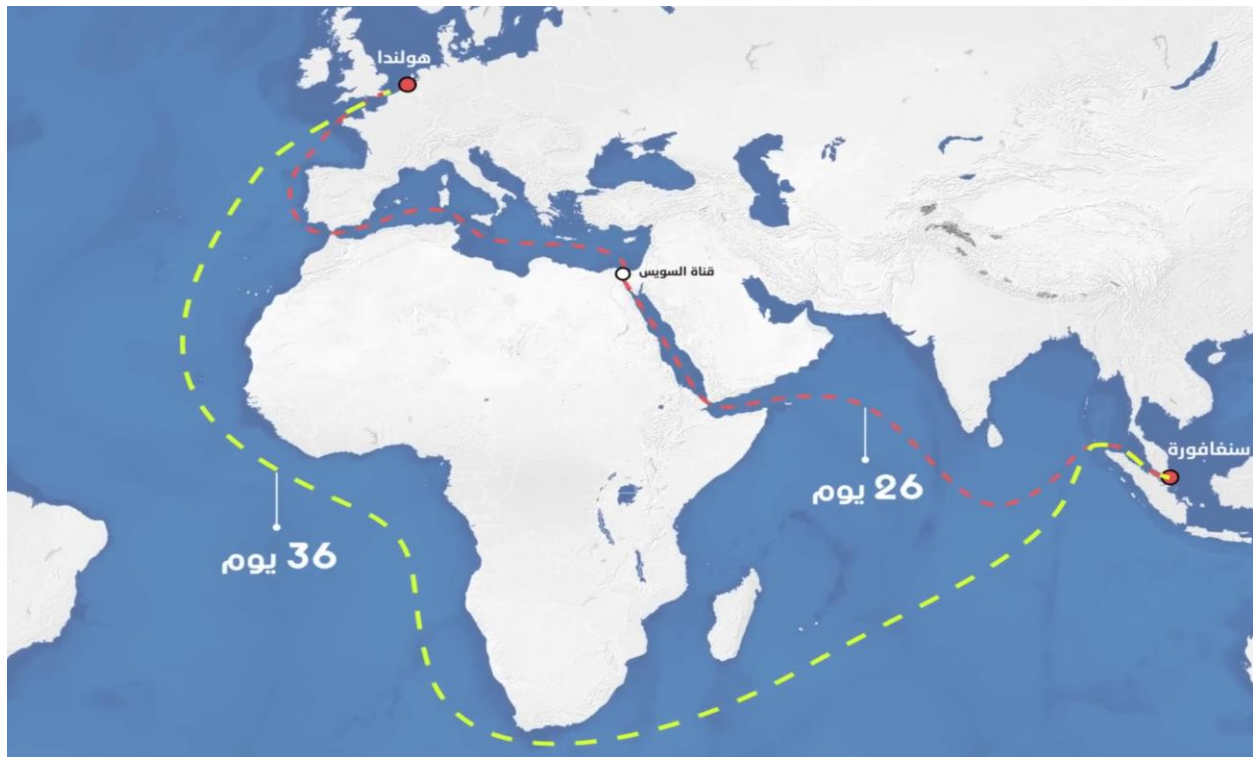 هولندا
قناة السويس
سنغافورة
26 يوم
36 يوم